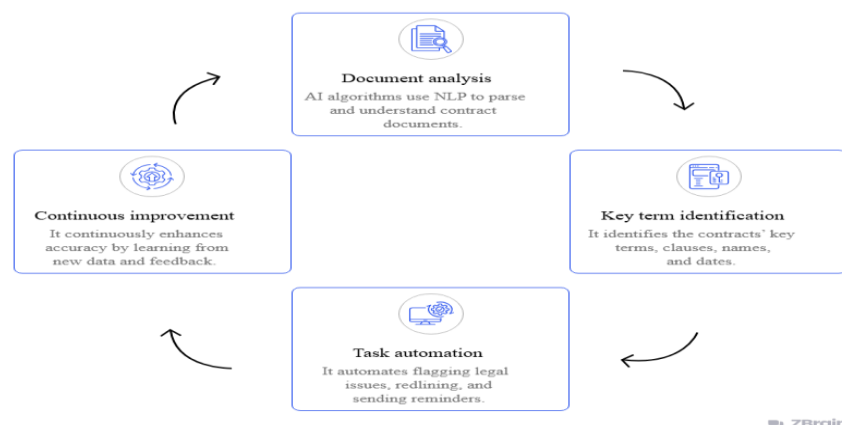 Document analysis
AI algorithms use NLP to parse
and understand contract
documents.
Continuous improvement
It continuously enhances
accuracy by learning from
new data and feedback.
Key term identification
It identifies the contracts' key
terms, clauses, names,
and dates.
Task automation
It automates flagging legal
issues, redlining, and
sending reminders.